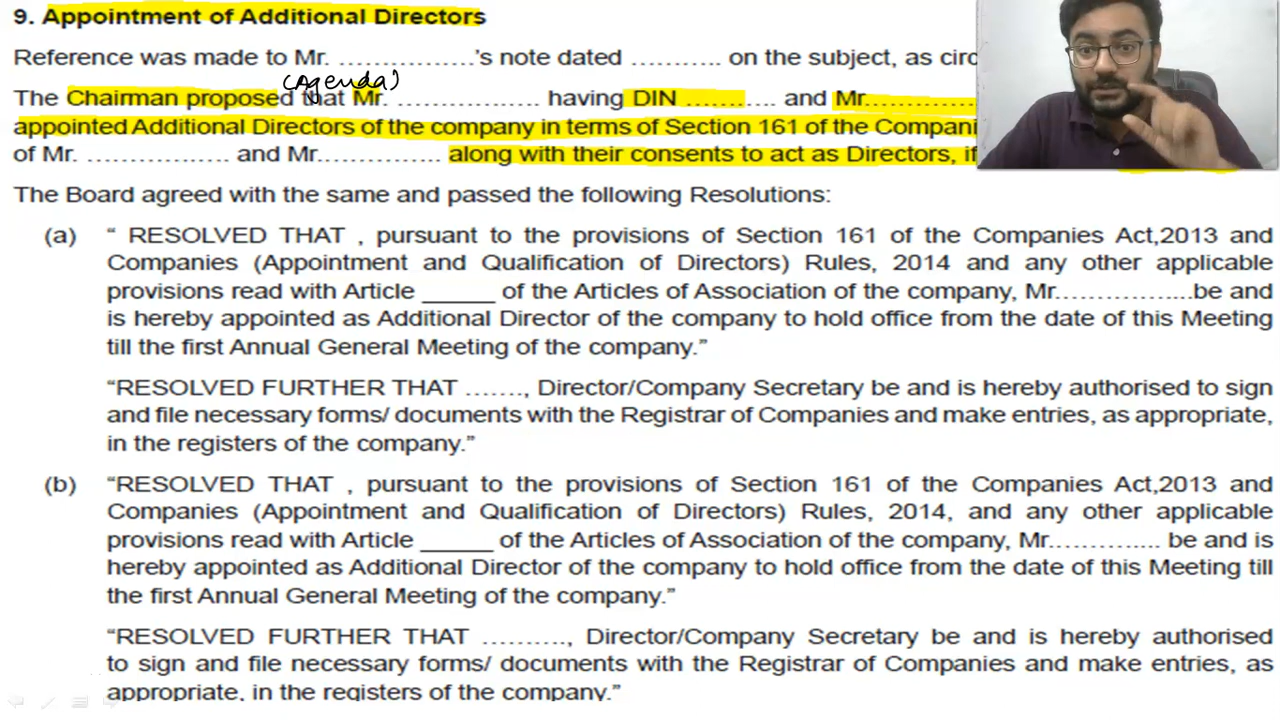 9. Appointment of Additional Directors
Reference was made to Mr. ……………..'s note dated ……….. on the subject, as circ
(Agenda)
The Chairman proposed that Mr. ……………… having DIN ……..… and Mr……………
appointed Additional Directors of the company in terms of Section 161 of the Compani
of Mr. ……………… and Mr…………….. along with their consents to act as Directors, if
The Board agreed with the same and passed the following Resolutions:
(a) “ RESOLVED THAT , pursuant to the provisions of Section 161 of the Companies Act,2013 and
Companies (Appointment and Qualification of Directors) Rules, 2014 and any other applicable
provisions read with Article ______ of the Articles of Association of the company, Mr……………...be and
is hereby appointed as Additional Director of the company to hold office from the date of this Meeting
till the first Annual General Meeting of the company.”
“RESOLVED FURTHER THAT ……., Director/Company Secretary be and is hereby authorised to sign
and file necessary forms/ documents with the Registrar of Companies and make entries, as appropriate,
in the registers of the company.”
(b) “RESOLVED THAT , pursuant to the provisions of Section 161 of the Companies Act,2013 and
Companies (Appointment and Qualification of Directors) Rules, 2014, and any other applicable
provisions read with Article ______ of the Articles of Association of the company, Mr………….. be and is
hereby appointed as Additional Director of the company to hold office from the date of this Meeting till
the first Annual General Meeting of the company.”
“RESOLVED FURTHER THAT ………., Director/Company Secretary be and is hereby authorised
to sign and file necessary forms/ documents with the Registrar of Companies and make entries, as
appropriate, in the registers of the company.”